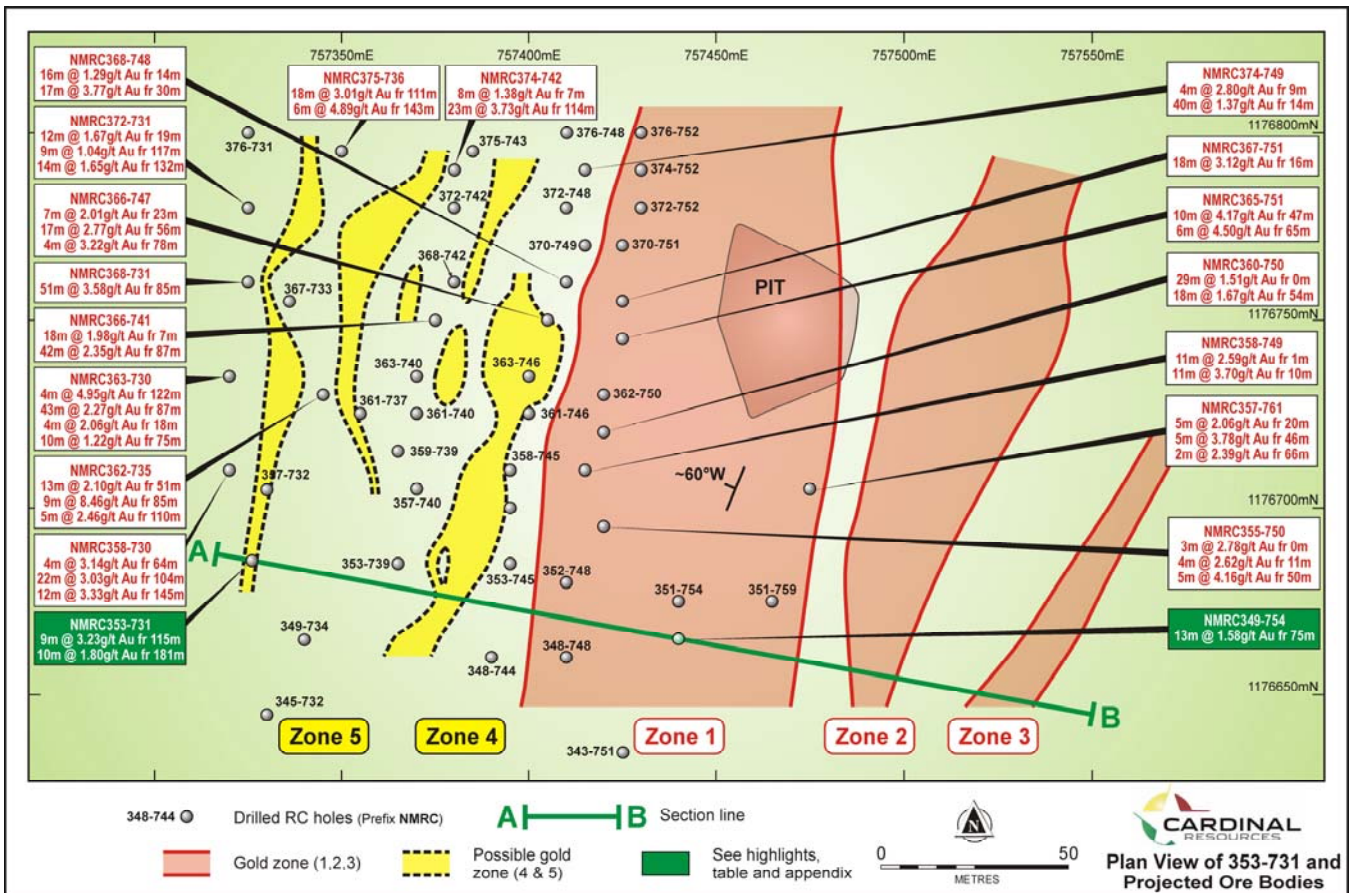 757350mE
757400mE
757450mE
757500mE
757550mE
NMRC368-748
16m @ 1.29g/t Au fr 14m
17m @ 3.77g/t Au fr 30m
NMRC372-731
12m @ 1.67g/t Au fr 19m
9m @ 1.04g/t Au fr 117m
14m @ 1.65g/t Au fr 132m
NMRC366-747
7m @ 2.01g/t Au fr 23m
17m @ 2.77g/t Au fr 56m
4m @ 3.22g/t Au fr 78m
NMRC368-731
51m @ 3.58g/t Au fr 85m
NMRC366-741
18m @ 1.98g/t Au fr 7m
42m @ 2.35g/t Au fr 87m
NMRC363-730
4m @ 4.95g/t Au fr 122m
43m @ 2.27g/t Au fr 87m
4m @ 2.06g/t Au fr 18m
10m @ 1.22g/t Au fr 75m
NMRC362-735
13m @ 2.10g/t Au fr 51m
9m @ 8.46g/t Au fr 85m
5m @ 2.46g/t Au fr 110m
NMRC358-730
4m @ 3.14g/t Au fr 64m
22m @ 3.03g/t Au fr 104m
12m @ 3.33g/t Au fr 145m
NMRC353-731
9m @ 3.23g/t Au fr 115m
10m @ 1.80g/t Au fr 181m
NMRC375-736
18m @ 3.01g/t Au fr 111m
6m @ 4.89g/t Au fr 143m
NMRC374-742
8m @ 1.38g/t Au fr 7m
23m @ 3.73g/t Au fr 114m
NMRC374-749
4m @ 2.80g/t Au fr 9m
40m @ 1.37g/t Au fr 14m
1176800mN
NMRC367-751
18m @ 3.12g/t Au fr 16m
NMRC365-751
10m @ 4.17g/t Au fr 47m
6m @ 4.50g/t Au fr 65m
NMRC360-750
29m @ 1.51g/t Au fr 0m
18m @ 1.67g/t Au fr 54m
1176750mN
NMRC358-749
11m @ 2.59g/t Au fr 1m
11m @ 3.70g/t Au fr 10m
NMRC357-761
5m @ 2.06g/t Au fr 20m
5m @ 3.78g/t Au fr 46m
2m @ 2.39g/t Au fr 66m
1176700mN
NMRC355-750
3m @ 2.78g/t Au fr 0m
4m @ 2.62g/t Au fr 11m
5m @ 4.16g/t Au fr 50m
NMRC349-754
13m @ 1.58g/t Au fr 75m
1176650mN
376-731
375-743
376-748
376-752
374-752
372-742
372-748
372-752
370-749
370-751
368-742
367-733
PIT
363-740
363-746
362-750
361-737
361-740
361-746
359-739
358-745
~60°W
357-732
357-740
A
353-739
353-745
352-748
351-754
351-759
349-734
348-744
348-748
345-732
343-751
B
Zone 5
Zone 4
Zone 1
Zone 2
Zone 3
348-744
Drilled RC holes (Prefix NMRC)
A
B
Section line
Gold zone (1.2.3)
Possible gold
zone (4 & 5)
See highlights,
table and appendix
N
0
50
METRES
CARDINAL
RESOURCES
Plan View of 353-731 and
Projected Ore Bodies